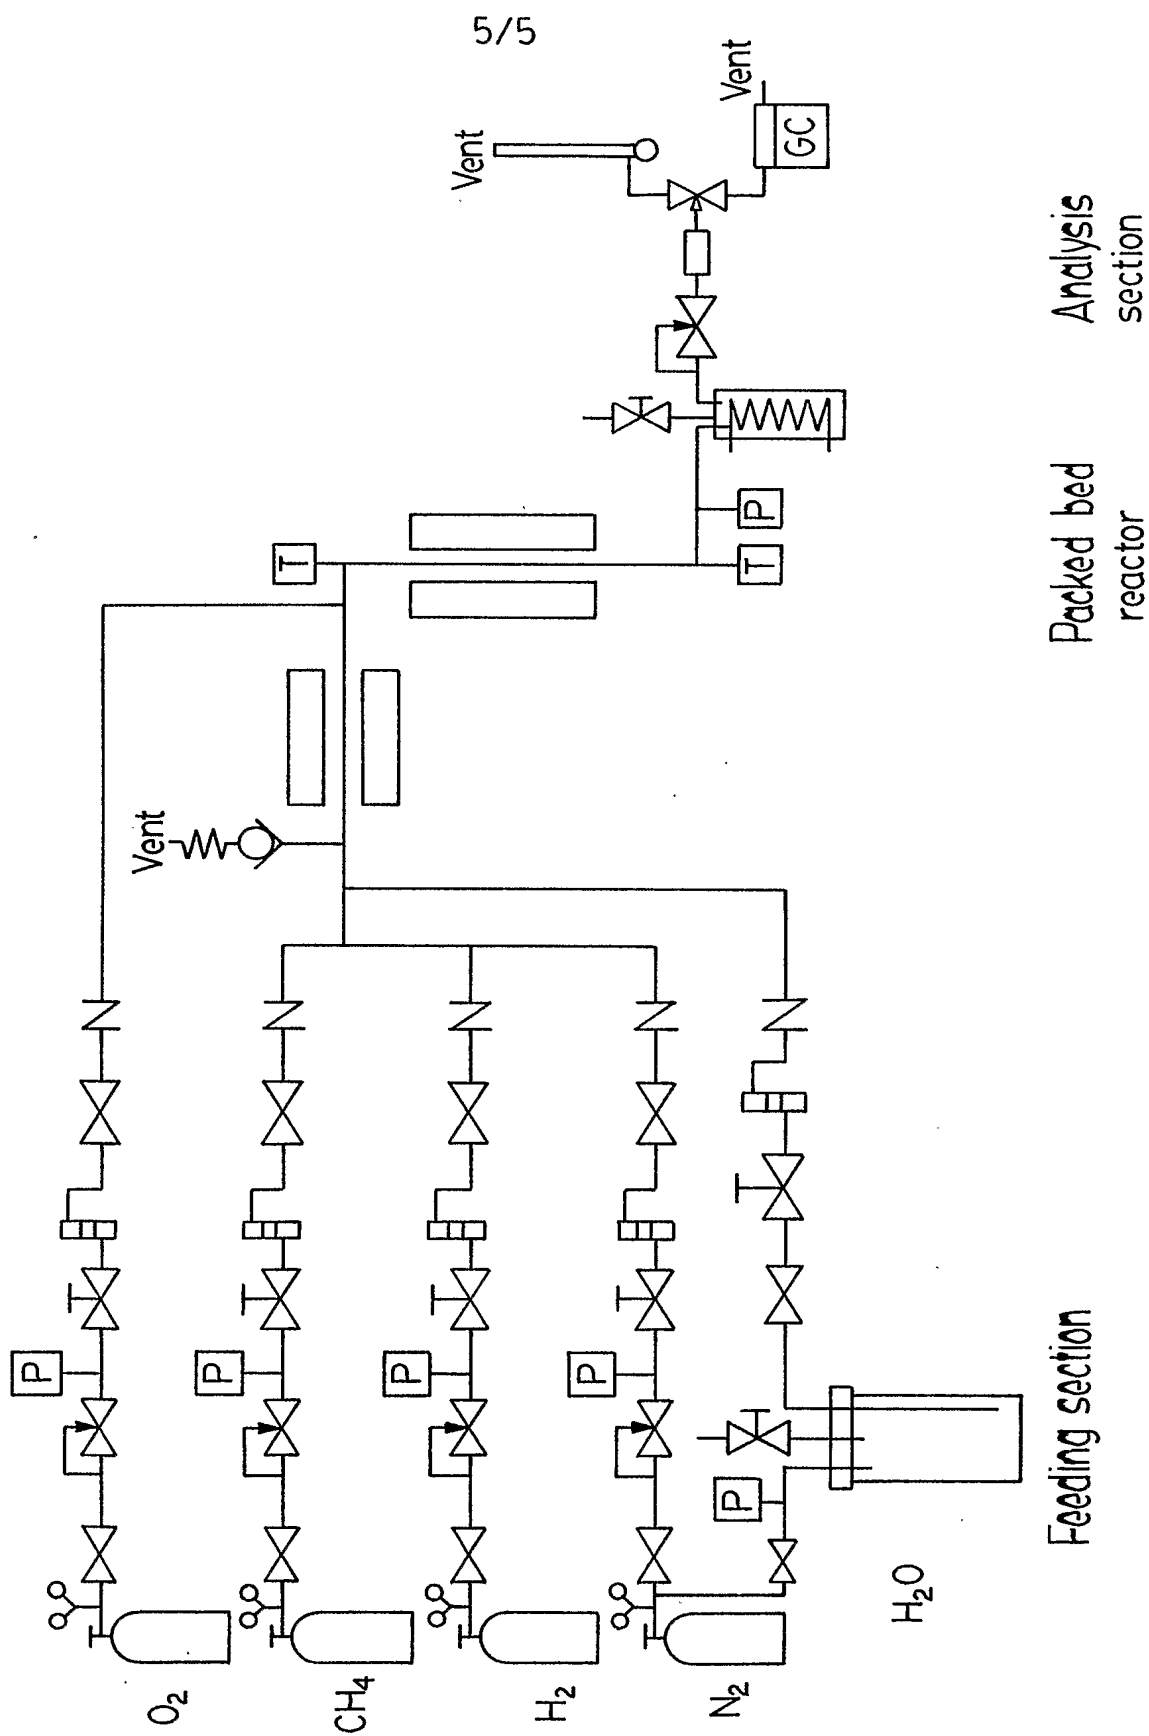 5/5
O₂
CH₄
H₂
N₂
H₂O
P
P
P
P
P
Vent
T
T
P
Vent
Vent
GC
Feeding section
Packed bed
reactor
Analysis
section